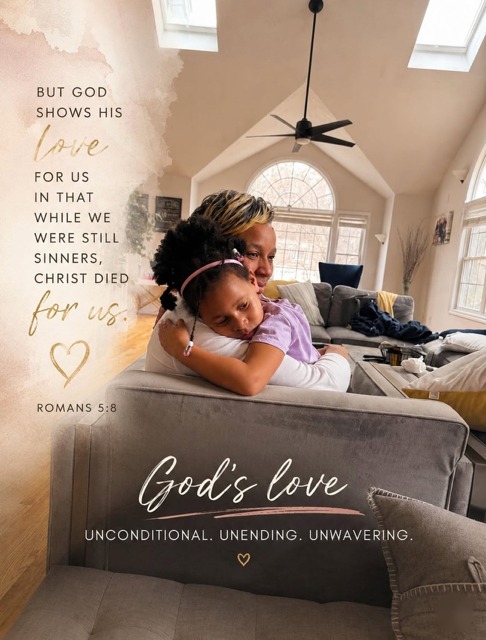 BUT GOD
SHOWS HIS
love
FOR US
IN THAT
WHILE WE
WERE STILL
SINNERS,
CHRIST DIED
for us.
ROMANS 5:8
God's love
UNCONDITIONAL. UNENDING. UNWAVERING.